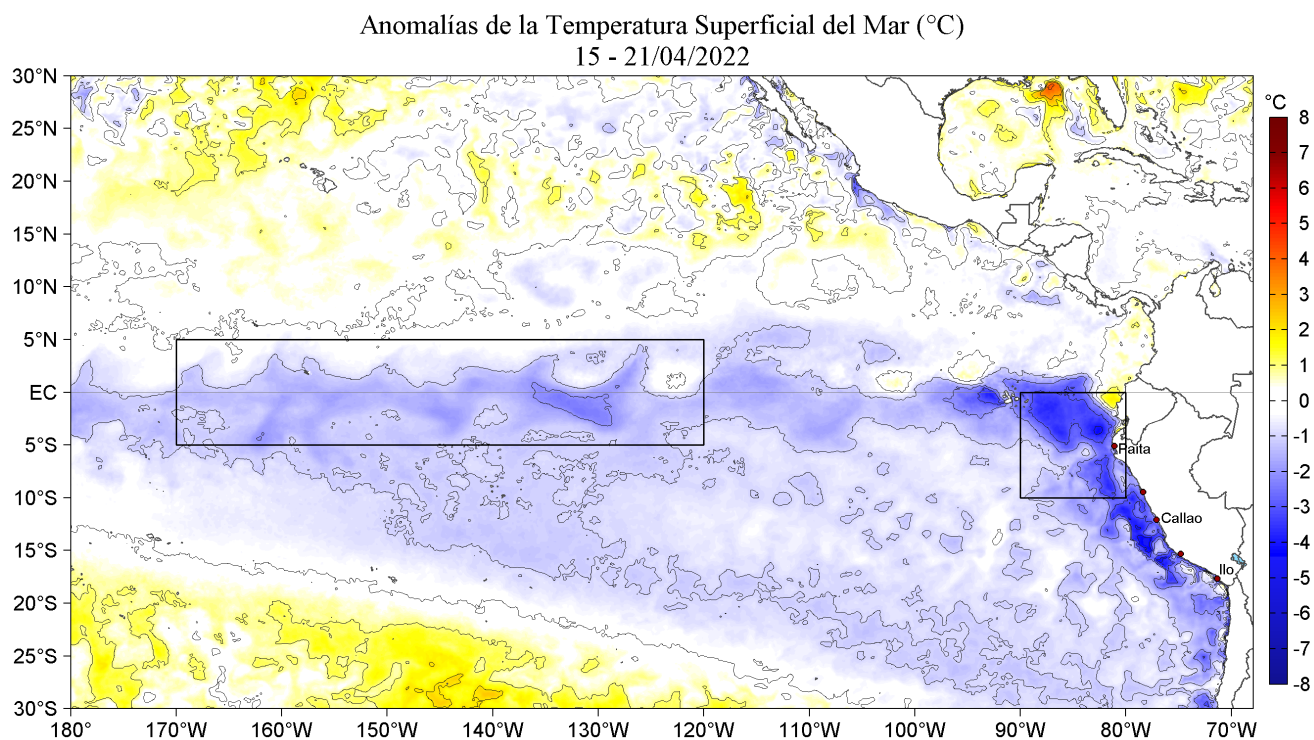 Anomalías de la Temperatura Superficial del Mar (°C)
15 - 21/04/2022
°C
30°N
25°N
20°N
15°N
10°N
5°N
EC
5°S
10°S
15°S
20°S
25°S
30°S
8
7
6
5
4
3
2
1
0
-1
-2
-3
-4
-5
-6
-7
-8
Paita
Callao
Ilo
180 170°W 160°W 150°W 140°W 130°W 120°W 110°W 100°W 90°W 80°W 70°W